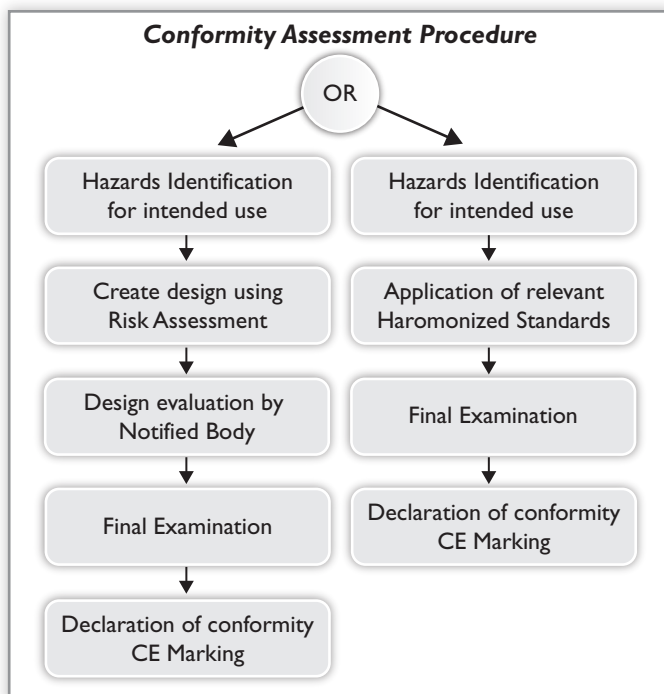 Conformity Assessment Procedure
OR
Hazards Identification
for intended use
Create design using
Risk Assessment
Design evaluation by
Notified Body
Final Examination
Declaration of conformity
CE Marking
Hazards Identification
for intended use
Application of relevant
Haromonized Standards
Final Examination
Declaration of conformity
CE Marking